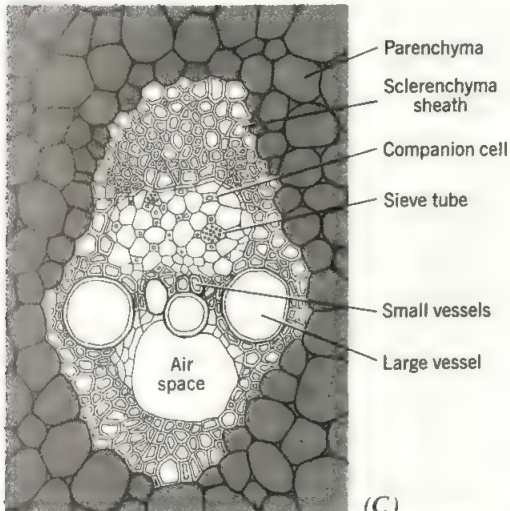 Parenchyma
Sclerenchyma
sheath
Companion cell
Sieve tube
Small vessels
Large vessel
Air
space
(C)